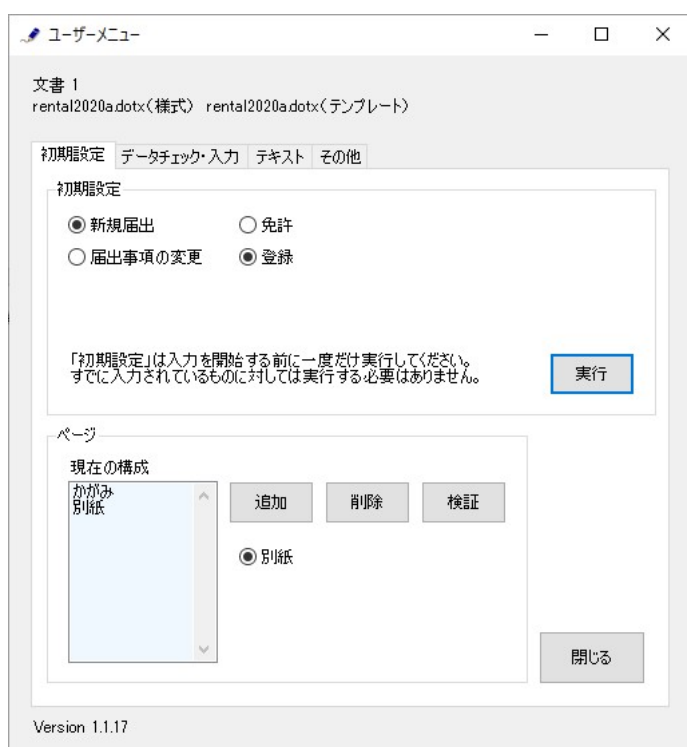 ユーザーメニュー
文書 1
rental2020a.dotx(様式) rental2020a.dotx(テンプレート)
初期設定 データチェック・入力 テキスト その他
初期設定
新規届出 免許
届出事項の変更 登録
「初期設定」は入力を開始する前に一度だけ実行してください。
すでに入力されているものに対しては実行する必要はありません。
実行
ページ
現在の構成
かがみ
別紙
追加 削除 検証
別紙
閉じる
Version 1.1.17